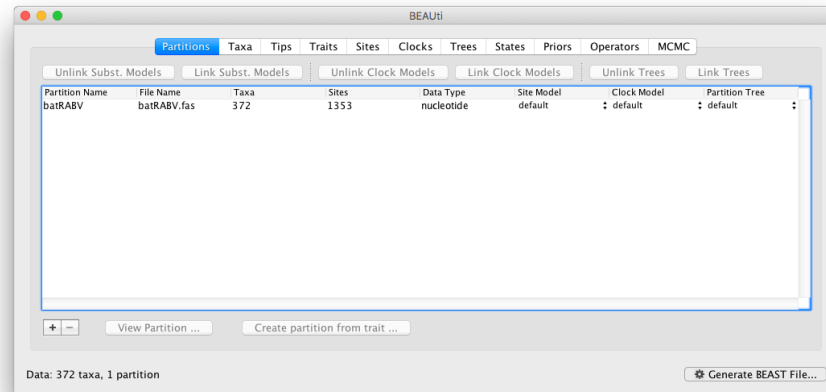 BEAUti
Partitions Taxa Tips Traits Sites Clocks Trees States Priors Operators MCMC
Unlink Subst. Models Link Subst. Models Unlink Clock Models Link Clock Models Unlink Trees Link Trees
Partition Name File Name Taxa Sites Data Type Site Model Clock Model Partition Tree
batRABV batRABV.fas 372 1353 nucleotide default default default
+ − View Partition ... Create partition from trait ...
Data: 372 taxa, 1 partition Generate BEAST File...